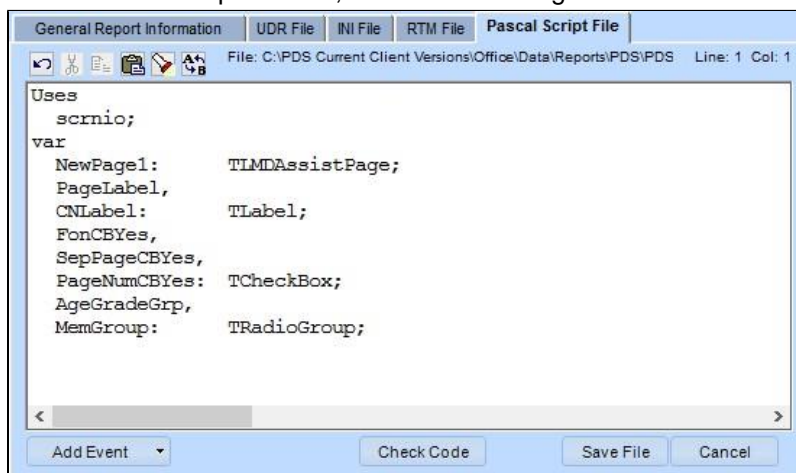 General Report Information UDR File INI File RTM File Pascal Script File
File: C:\PDS Current Client Versions\Office\Data\Reports\PDS\PDS Line: 1 Col: 1
Uses
scrnio;
var
NewPage1: TLMDAssistPage;
PageLabel,
CNLabel: TLabel;
FonCBYes,
SepPageCBYes,
PageNumCBYes: TCheckBox;
AgeGradeGrp,
MemGroup: TRadioGroup;
Add Event Check Code Save File Cancel